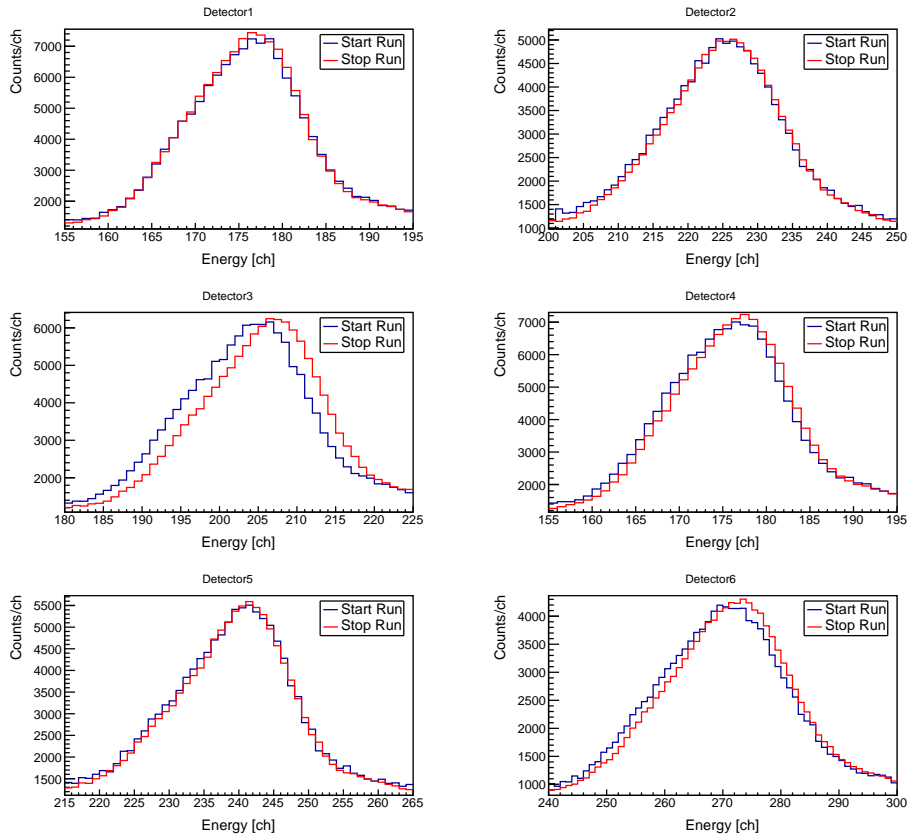 Detector1
Counts/ch
7000
6000
5000
4000
3000
2000
Start Run
Stop Run
155 160 165 170 175 180 185 190 195
Energy [ch]
Detector2
Counts/ch
5000
4500
4000
3500
3000
2500
2000
1500
1000
Start Run
Stop Run
200 205 210 215 220 225 230 235 240 245 250
Energy [ch]
Detector3
Counts/ch
6000
5000
4000
3000
2000
Start Run
Stop Run
180 185 190 195 200 205 210 215 220 225
Energy [ch]
Detector4
Counts/ch
7000
6000
5000
4000
3000
2000
Start Run
Stop Run
155 160 165 170 175 180 185 190 195
Energy [ch]
Detector5
Counts/ch
5500
5000
4500
4000
3500
3000
2500
2000
1500
Start Run
Stop Run
215 220 225 230 235 240 245 250 255 260 265
Energy [ch]
Detector6
Counts/ch
4000
3500
3000
2500
2000
1500
1000
Start Run
Stop Run
240 250 260 270 280 290 300
Energy [ch]